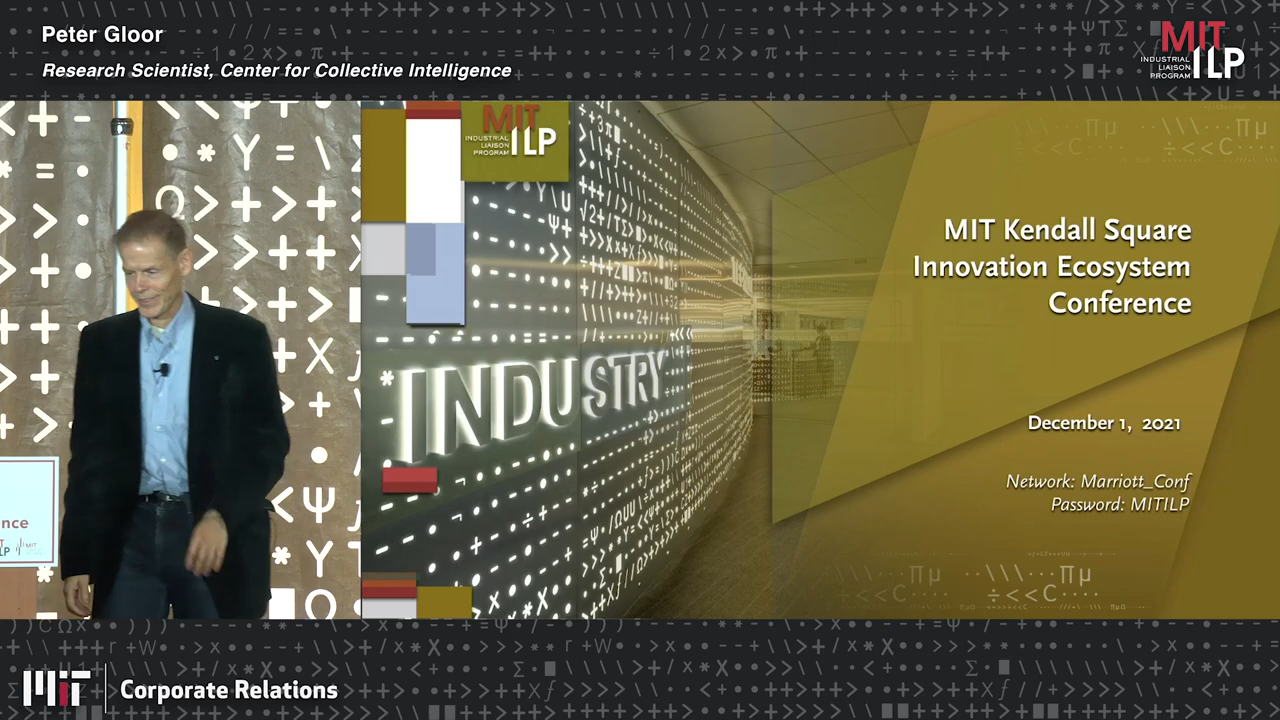 Peter Gloor
Research Scientist, Center for Collective Intelligence
MIT
INDUSTRIAL
LIAISON
PROGRAM
ILP
MIT
INDUSTRIAL
LIAISON
PROGRAM
ILP
MIT Kendall Square
Innovation Ecosystem
Conference
INDUSTRY
December 1, 2021
Network: Marriott_Conf
Password: MITILP
nce
MIT
Corporate Relations